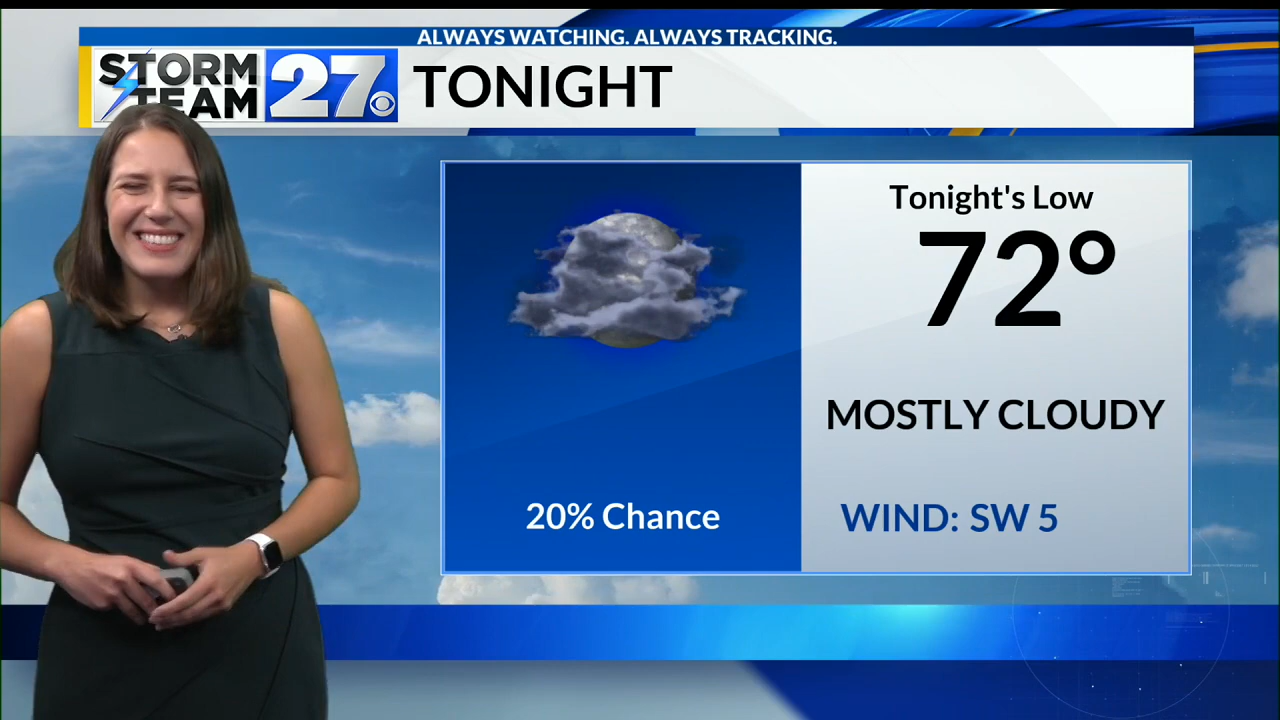 ALWAYS WATCHING. ALWAYS TRACKING.
STORM
TEAM
27
TONIGHT
Tonight's Low
72°
MOSTLY CLOUDY
20% Chance
WIND: SW 5